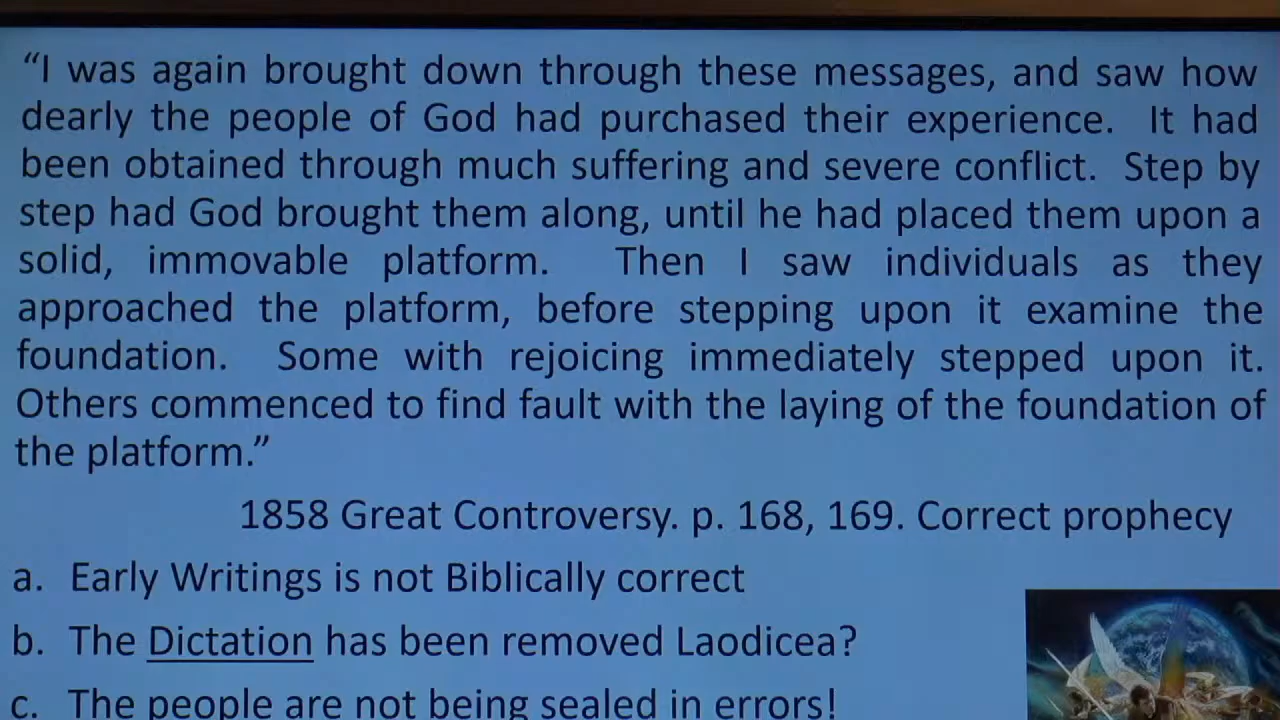 “I was again brought down through these messages, and saw how
dearly the people of God had purchased their experience. It had
been obtained through much suffering and severe conflict. Step by
step had God brought them along, until he had placed them upon a
solid, immovable platform. Then I saw individuals as they
approached the platform, before stepping upon it examine the
foundation. Some with rejoicing immediately stepped upon it.
Others commenced to find fault with the laying of the foundation of
the platform.”
1858 Great Controversy. p. 168, 169. Correct prophecy
a. Early Writings is not Biblically correct
b. The Dictation has been removed Laodicea?
c. The people are not being sealed in errors!